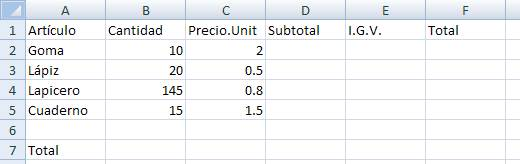 A B C D E F
1 Artículo Cantidad Precio.Unit Subtotal I.G.V. Total
2 Goma 10 2
3 Lápiz 20 0.5
4 Lapicero 145 0.8
5 Cuaderno 15 1.5
6
7 Total